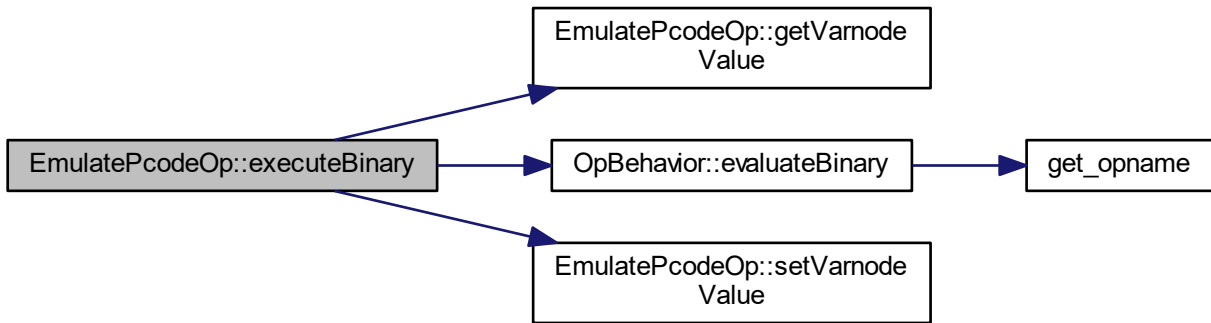 EmulatePcodeOp::getVarnode
Value
EmulatePcodeOp::executeBinary
OpBehavior::evaluateBinary
get_opname
EmulatePcodeOp::setVarnode
Value